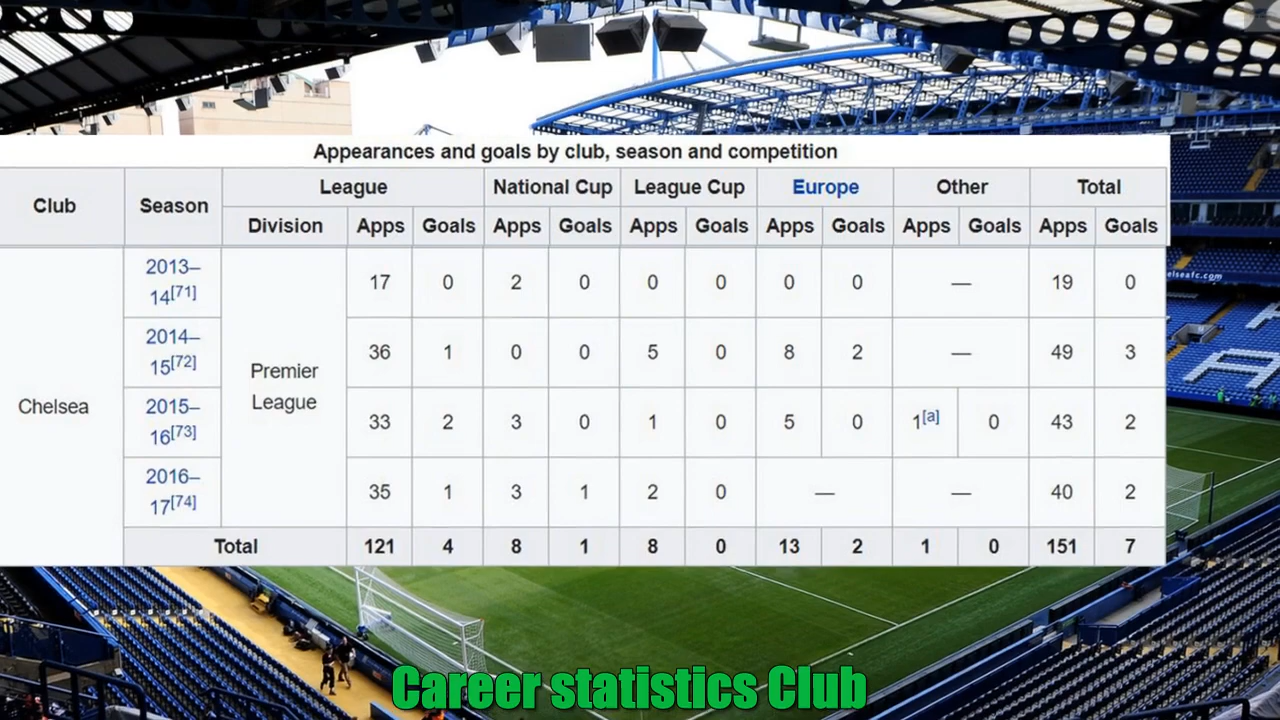 Appearances and goals by club, season and competition
Club Season League National Cup League Cup Europe Other Total
Division Apps Goals Apps Goals Apps Goals Apps Goals Apps Goals Apps Goals
Chelsea
2013–
14[71] Premier League 17 0 2 0 0 0 0 0 — 19 0
2014–
15[72] 36 1 0 0 5 0 8 2 — 49 3
2015–
16[73] 33 2 3 0 1 0 5 0 1[a] 0 43 2
2016–
17[74] 35 1 3 1 2 0 — — 40 2
Total 121 4 8 1 8 0 13 2 1 0 151 7
elseafc.com
A
Career statistics Club